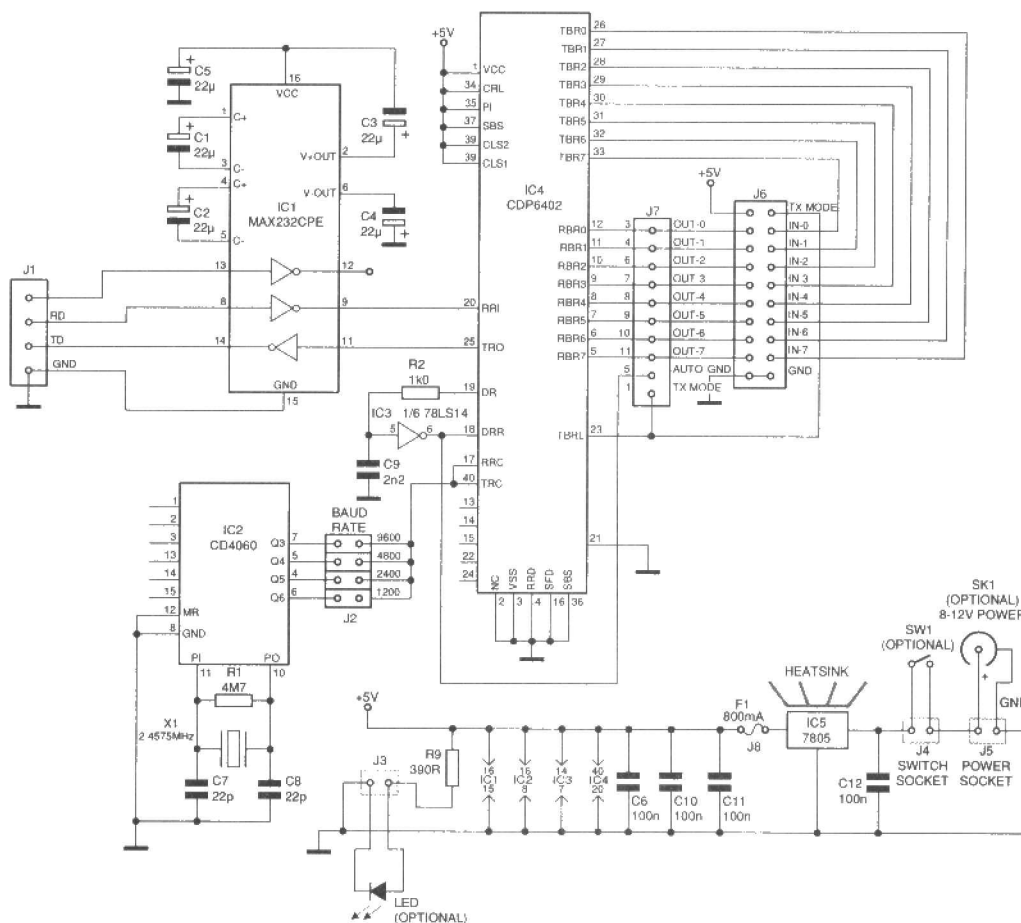 +5V
C5
22μ
+
16
VCC
1
C+
C1
22μ
+
3
C-
4
C+
C2
22μ
+
5
C-
C3
22μ
+
2
V+OUT
6
V-OUT
C4
22μ
+
IC1
MAX232CPE
J1
13
12
RD
8
9
TD
14
11
GND
GND
15
1
VCC
34
CRL
35
PI
37
SBS
39
CLS2
39
CLS1
IC4
CDP6402
20
RRI
25
TRO
R2
1k0
19
DR
IC3
1/6 78LS14
5
6
18
DRR
C9
2n2
17
RRC
40
TRC
13
14
15
22
24
NC
VSS
RRD
SFD
SBS
2
3
4
16
36
TBR0
26
TBR1
27
TBR2
28
TBR3
29
TBR4
30
TBR5
31
TBR6
32
TBR7
33
+5V
J7
J6
TX MODE
RBR0
12
3
OUT-0
IN-0
RBR1
11
4
OUT-1
IN-1
RBR2
10
6
OUT-2
IN-2
RBR3
9
7
OUT-3
IN 3
RBR4
8
8
OUT-4
IN-4
RBR5
7
9
OUT-5
IN-5
RBR6
6
10
OUT-6
IN-6
RBR7
5
11
OUT-7
IN-7
5
AUTO GND
GND
1
TX MODE
TBRL
23
21
1
2
3
13
14
15
12
MR
8
GND
IC2
CD4060
BAUD
RATE
Q3
7
9600
Q4
5
4800
Q5
4
2400
Q6
6
1200
J2
PI
PO
11
10
R1
4M7
X1
2 4575MHz
C7
22p
C8
22p
+5V
J3
R9
390R
LED
(OPTIONAL)
16
IC1
15
16
IC2
8
14
IC3
7
40
IC4
20
C6
100n
C10
100n
C11
100n
F1
800mA
J8
HEATSINK
IC5
7805
C12
100n
SW1
(OPTIONAL)
J4
SWITCH
SOCKET
SK1
(OPTIONAL)
8-12V POWER
+
GND
J5
POWER
SOCKET